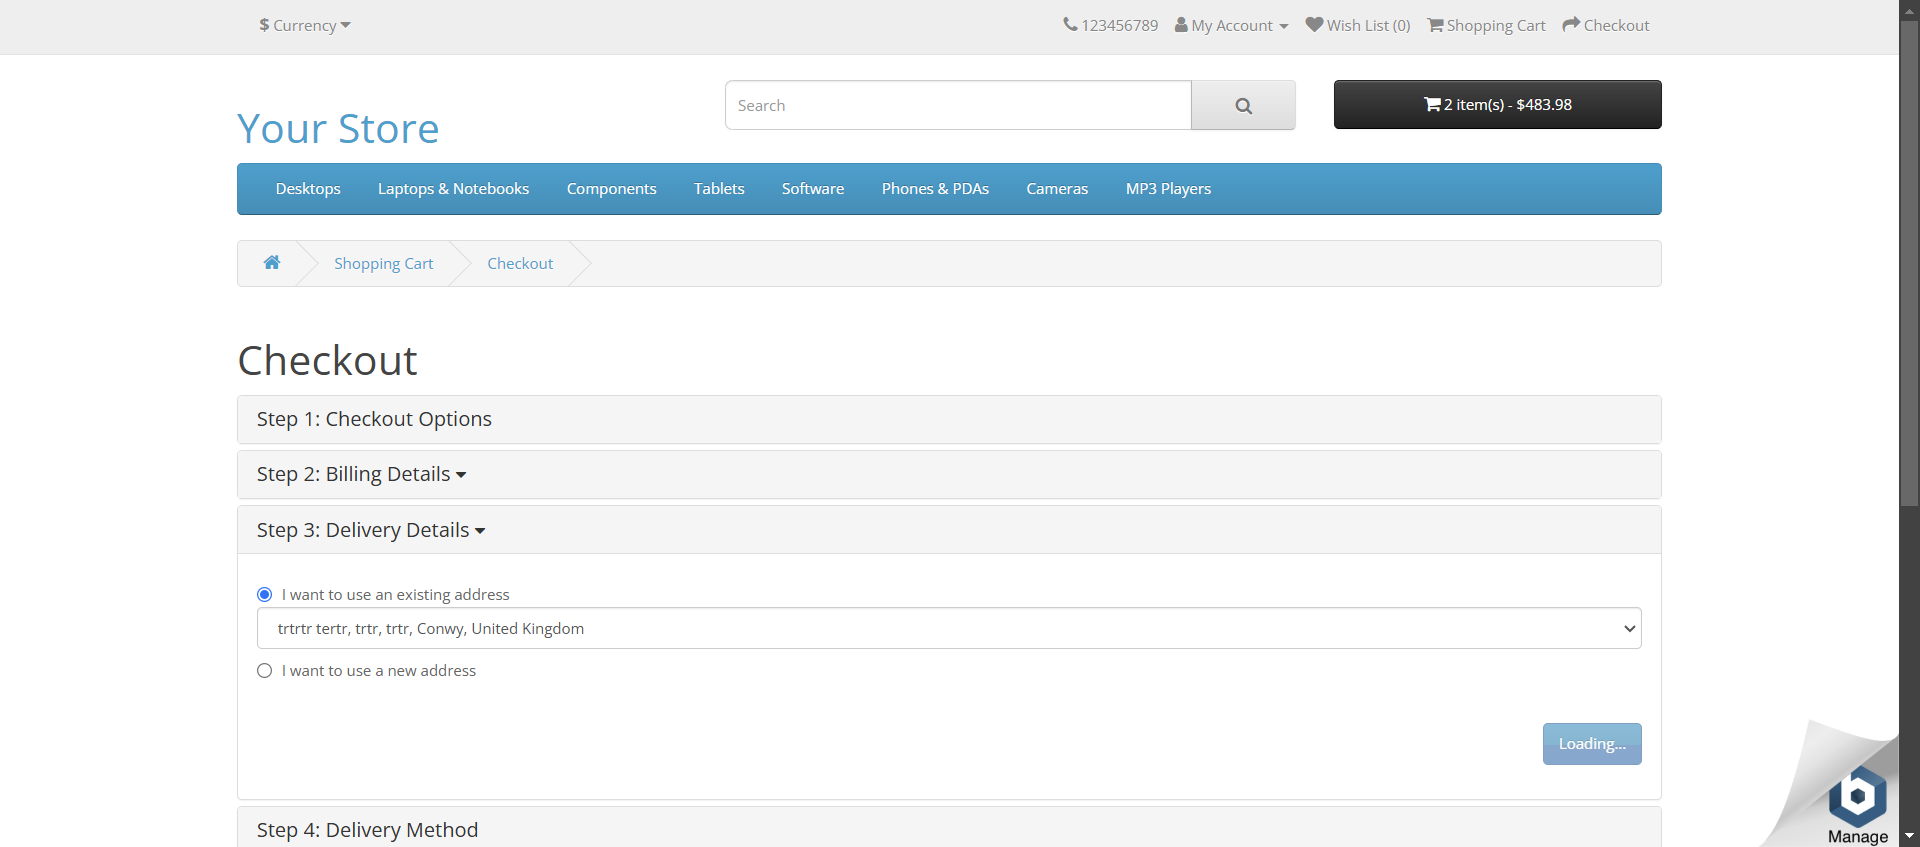 $ Currency
123456789 My Account Wish List (0) Shopping Cart Checkout
Your Store
Search
2 item(s) - $483.98
Desktops Laptops & Notebooks Components Tablets Software Phones & PDAs Cameras MP3 Players
Shopping Cart Checkout
Checkout
Step 1: Checkout Options
Step 2: Billing Details
Step 3: Delivery Details
I want to use an existing address
trtrtr tertr, trtr, trtr, Conwy, United Kingdom
I want to use a new address
Loading...
Step 4: Delivery Method
b
Manage